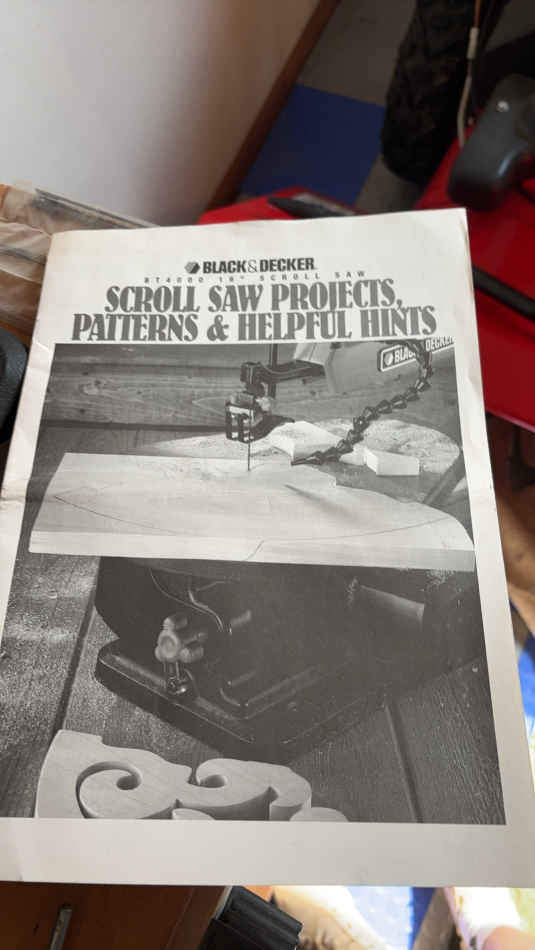 BLACK&DECKER
BT4000 16" SCROLL SAW
SCROLL SAW PROJECTS,
PATTERNS & HELPFUL HINTS
BLACK&DECKER